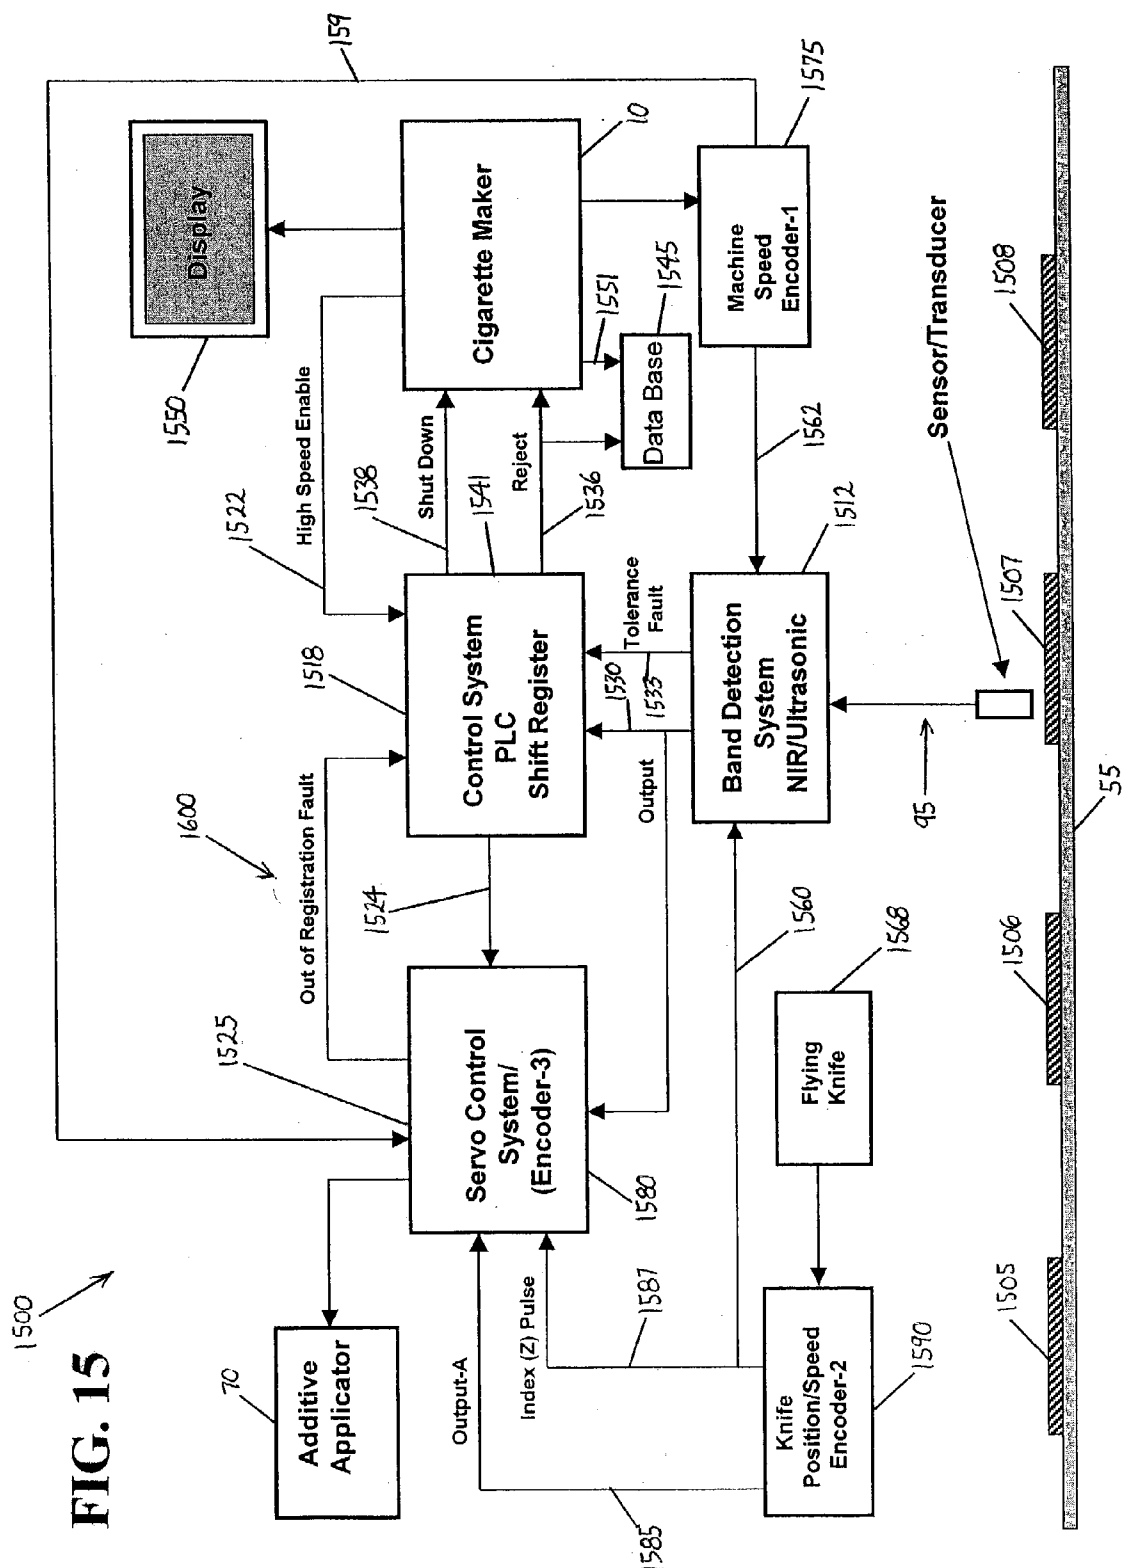 FIG. 15
1500
159
1550
Display
1522
High Speed Enable
1600
Out of Registration Fault
1525
1518
70
Additive
Applicator
Servo Control
System/
(Encoder-3)
1580
1524
Control System
PLC
Shift Register
1541
1538
Shut Down
Reject
1536
Cigarette Maker
10
1551
Data Base
1545
Output-A
Index (Z) Pulse
1585
1587
Output
1530
1533
Tolerance
Fault
Knife
Position/Speed
Encoder-2
1590
Flying
Knife
1568
1560
Band Detection
System
NIR/Ultrasonic
1512
1562
Machine
Speed
Encoder-1
1575
95
Sensor/Transducer
1505
1506
1507
1508
55